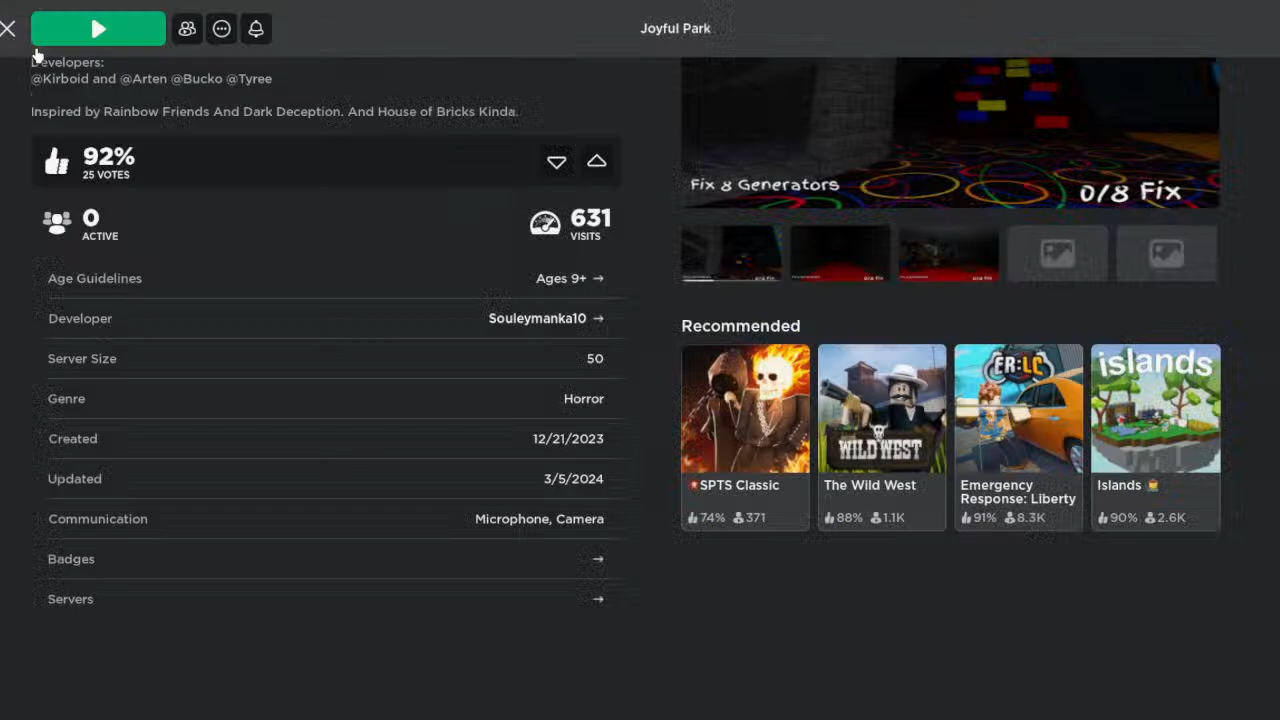 Joyful Park
Developers:
@Kirboid and @Arten @Bucko @Tyree
Inspired by Rainbow Friends And Dark Deception. And House of Bricks Kinda.
92%
25 VOTES
0
ACTIVE
631
VISITS
Age Guidelines
Ages 9+ →
Developer
Souleymanka10 →
Server Size
50
Genre
Horror
Created
12/21/2023
Updated
3/5/2024
Communication
Microphone, Camera
Badges
→
Servers
→
Fix 8 Generators
0/8 Fix
Recommended
WILD WEST
ER:LC
islands
SPTS Classic
74% 371
The Wild West
88% 1.1K
Emergency
Response: Liberty
91% 8.3K
Islands
90% 2.6K